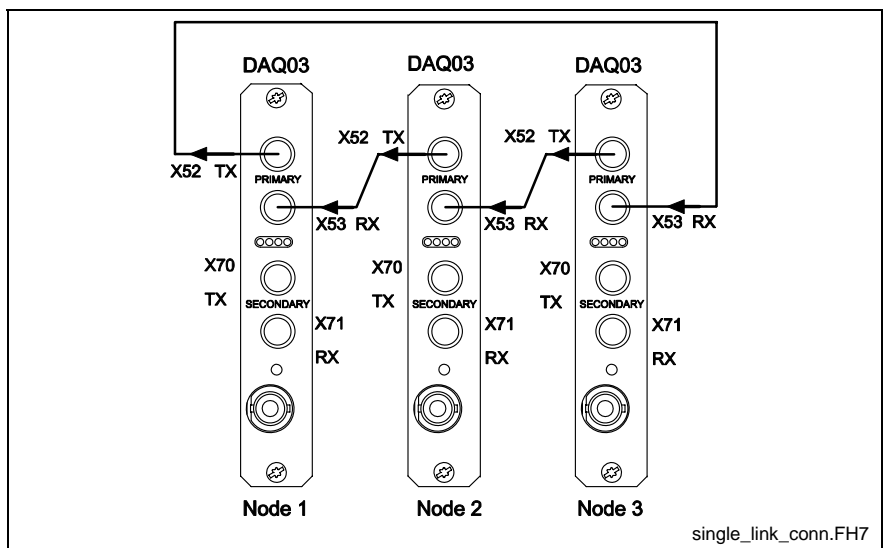 DAQ03 DAQ03 DAQ03
X52 TX X52 TX
X52 TX PRIMARY PRIMARY PRIMARY
X53 RX X53 RX X53 RX
X70 X70 X70
TX SECONDARY TX SECONDARY TX SECONDARY
X71 X71 X71
RX RX RX
Node 1 Node 2 Node 3
single_link_conn.FH7